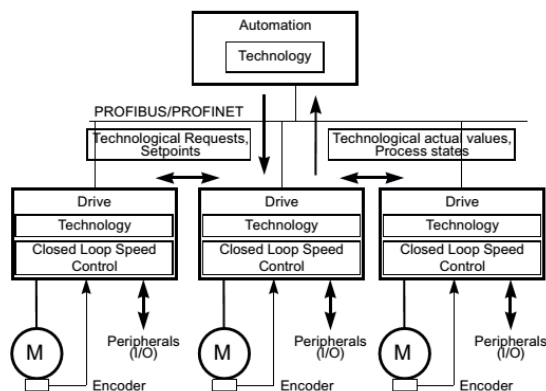 Automation
Technology
PROFIBUS/PROFINET
Technological Requests,
Setpoints
Technological actual values,
Process states
Drive
Technology
Closed Loop Speed
Control
Drive
Technology
Closed Loop Speed
Control
Drive
Technology
Closed Loop Speed
Control
M
Peripherals
(I/O)
Encoder
M
Peripherals
(I/O)
Encoder
M
Peripherals
(I/O)
Encoder